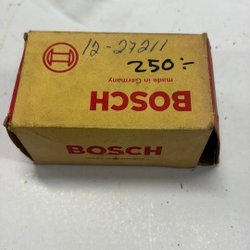 12-27211
250:-
made in Germany
BOSCH
BOSCH